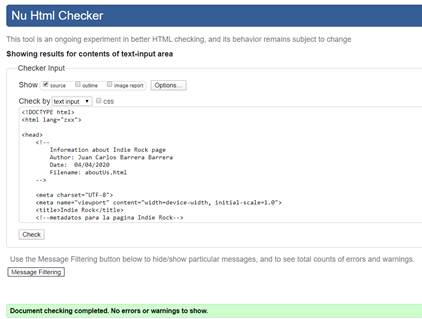 Nu Html Checker
This tool is an ongoing experiment in better HTML checking, and its behavior remains subject to change
Showing results for contents of text-input area
Checker Input
Show source outline image report Options...
Check by text input css
<!DOCTYPE html>
<html lang="zxx">
<head>
<!--
Information about Indie Rock page
Author: Juan Carlos Barrera Barrera
Date: 04/04/2020
Filename: aboutUs.html
-->
<meta charset="UTF-8">
<meta name="viewport" content="width=device-width, initial-scale=1.0">
<title>Indie Rock</title>
<!--metadatos para la pagina Indie Rock-->
Check
Use the Message Filtering button below to hide/show particular messages, and to see total counts of errors and warnings.
Message Filtering
Document checking completed. No errors or warnings to show.